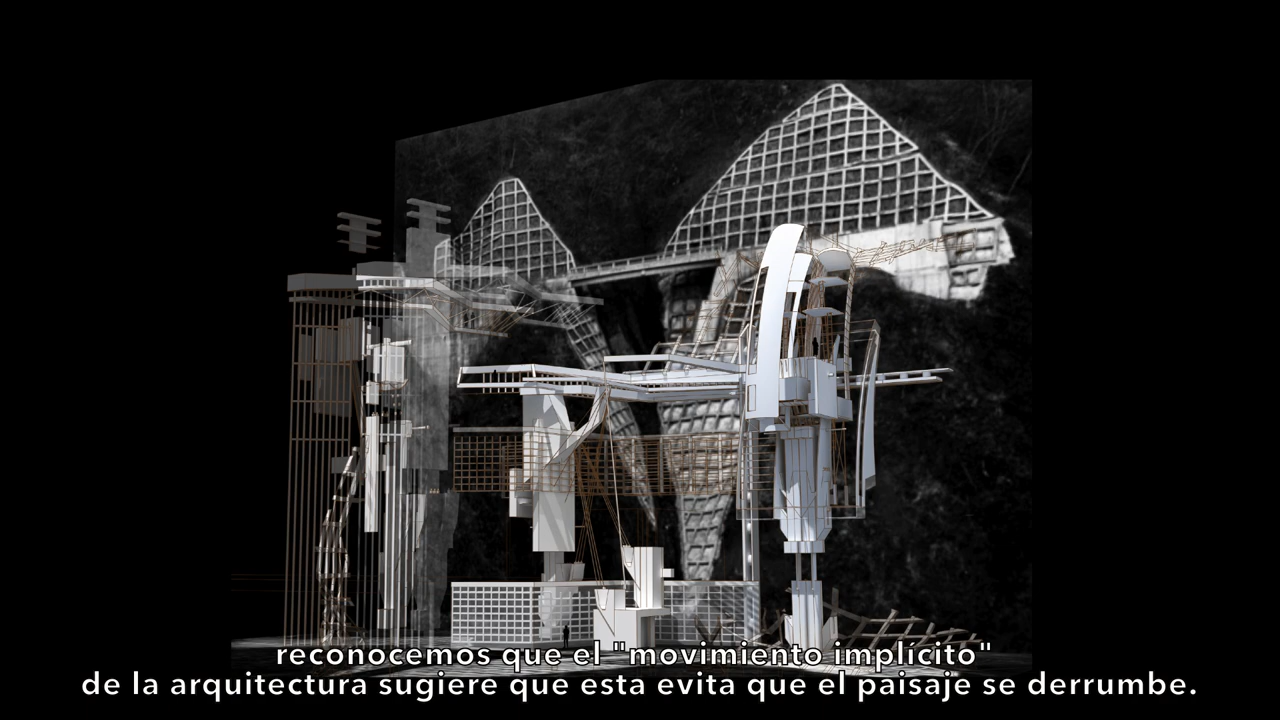 reconocemos que el "movimiento implícito"
de la arquitectura sugiere que esta evita que el paisaje se derrumbe.